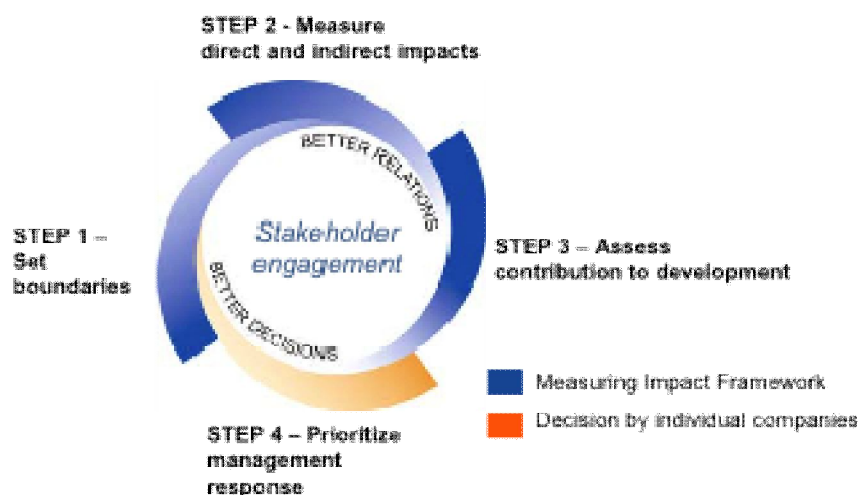 STEP 2 - Measure
direct and indirect impacts
BETTER RELATIONS
STEP 1 –
Set
boundaries
Stakeholder
engagement
STEP 3 – Assess
contribution to development
BETTER DECISIONS
Measuring Impact Framework
Decision by individual companies
STEP 4 – Prioritize
management
response